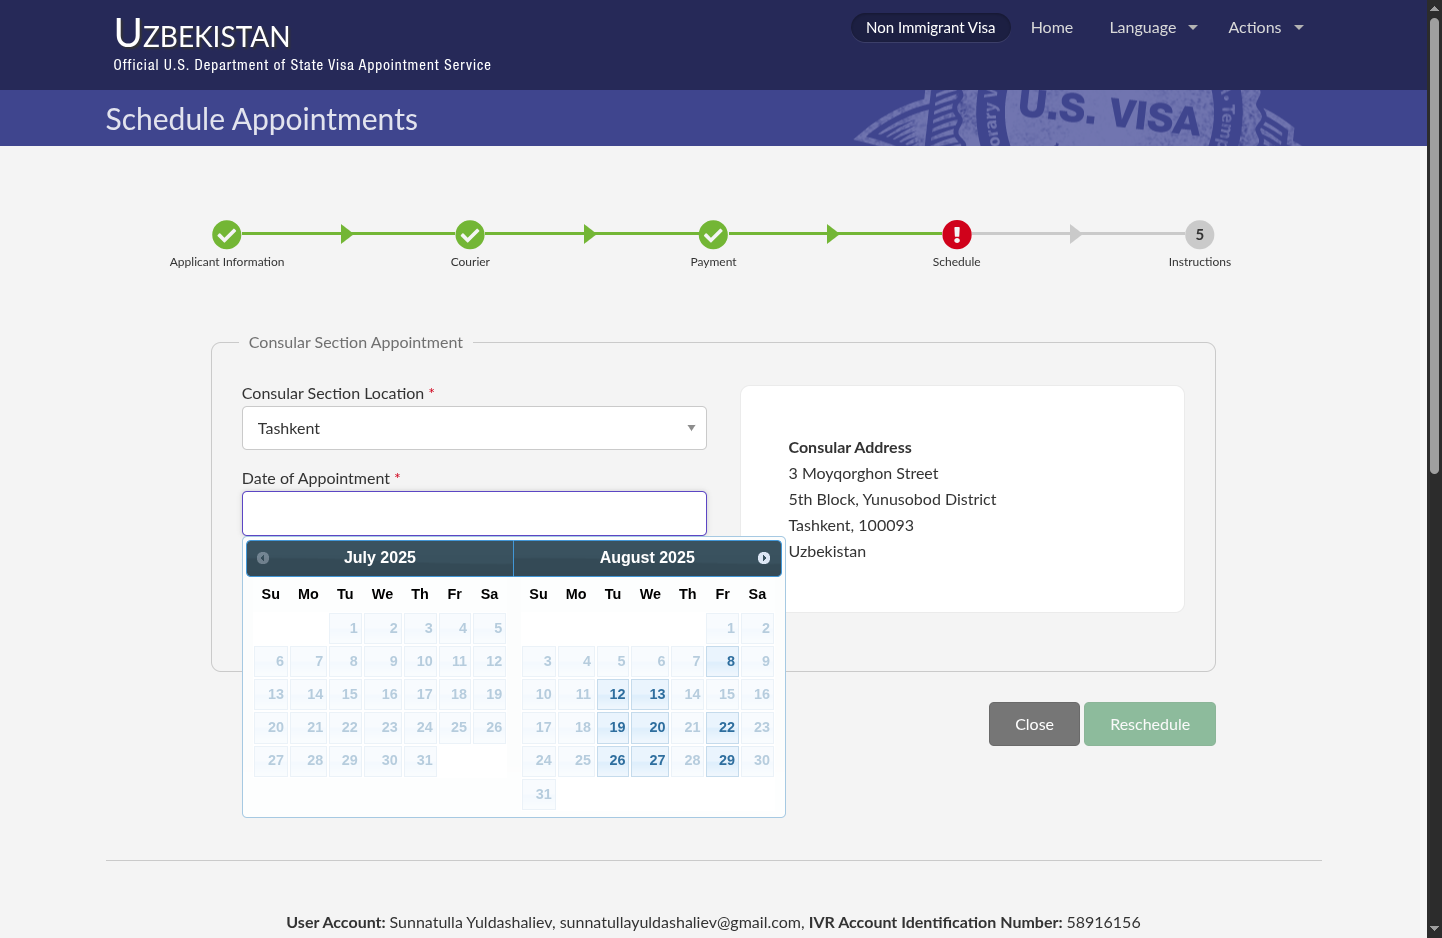 UZBEKISTAN
Official U.S. Department of State Visa Appointment Service
Non Immigrant Visa
Home
Language
Actions
Schedule Appointments
U.S. VISA
Applicant Information
Courier
Payment
Schedule
5
Instructions
Consular Section Appointment
Consular Section Location *
Tashkent
Date of Appointment *
Consular Address
3 Moyqorghon Street
5th Block, Yunusobod District
Tashkent, 100093
Uzbekistan
July 2025
Su Mo Tu We Th Fr Sa
1 2 3 4 5
6 7 8 9 10 11 12
13 14 15 16 17 18 19
20 21 22 23 24 25 26
27 28 29 30 31
August 2025
Su Mo Tu We Th Fr Sa
1 2
3 4 5 6 7 8 9
10 11 12 13 14 15 16
17 18 19 20 21 22 23
24 25 26 27 28 29 30
31
Close
Reschedule
User Account: Sunnatulla Yuldashaliev, sunnatullayuldashaliev@gmail.com, IVR Account Identification Number: 58916156